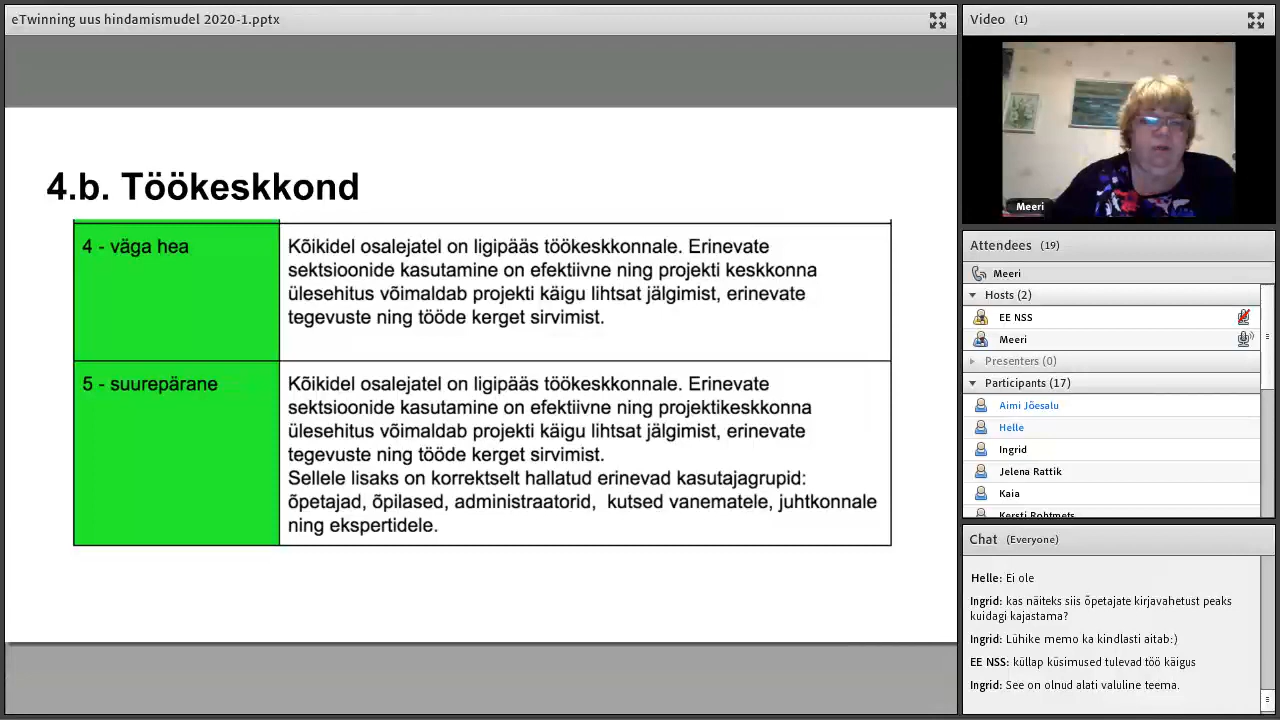 eTwinning uus hindamismudel 2020-1.pptx
4.b. Töökeskkond
4 - väga hea
Kõikidel osalejatel on ligipääs töökeskkonnale. Erinevate
sektsioonide kasutamine on efektiivne ning projekti keskkonna
ülesehitus võimaldab projekti käigu lihtsat jälgimist, erinevate
tegevuste ning tööde kerget sirvimist.
5 - suurepärane
Kõikidel osalejatel on ligipääs töökeskkonnale. Erinevate
sektsioonide kasutamine on efektiivne ning projektikeskkonna
ülesehitus võimaldab projekti käigu lihtsat jälgimist, erinevate
tegevuste ning tööde kerget sirvimist.
Sellele lisaks on korrektselt hallatud erinevad kasutajagrupid:
õpetajad, õpilased, administraatorid, kutsed vanematele, juhtkonnale
ning ekspertidele.
Video (1)
Meeri
Attendees (19)
Meeri
Hosts (2)
EE NSS
Meeri
Presenters (0)
Participants (17)
Aimi Jõesalu
Helle
Ingrid
Jelena Rattik
Kaia
Kersti Rohtmets
Chat (Everyone)
Helle: Ei ole
Ingrid: kas näiteks siis õpetajate kirjavahetust peaks
kuidagi kajastama?
Ingrid: Lühike memo ka kindlasti aitab:)
EE NSS: küllap küsimused tulevad töö käigus
Ingrid: See on olnud alati valuline teema.